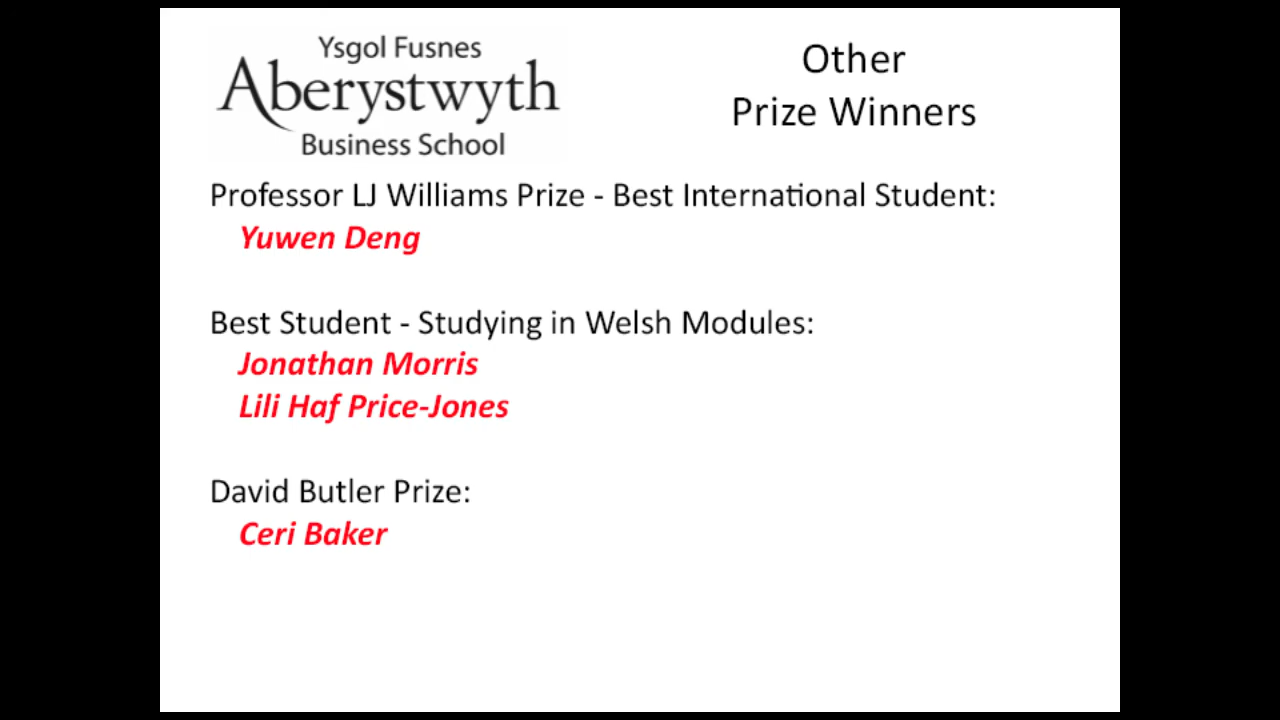 Ysgol Fusnes
Aberystwyth
Business School
Other
Prize Winners
Professor LJ Williams Prize - Best International Student:
Yuwen Deng
Best Student - Studying in Welsh Modules:
Jonathan Morris
Lili Haf Price-Jones
David Butler Prize:
Ceri Baker